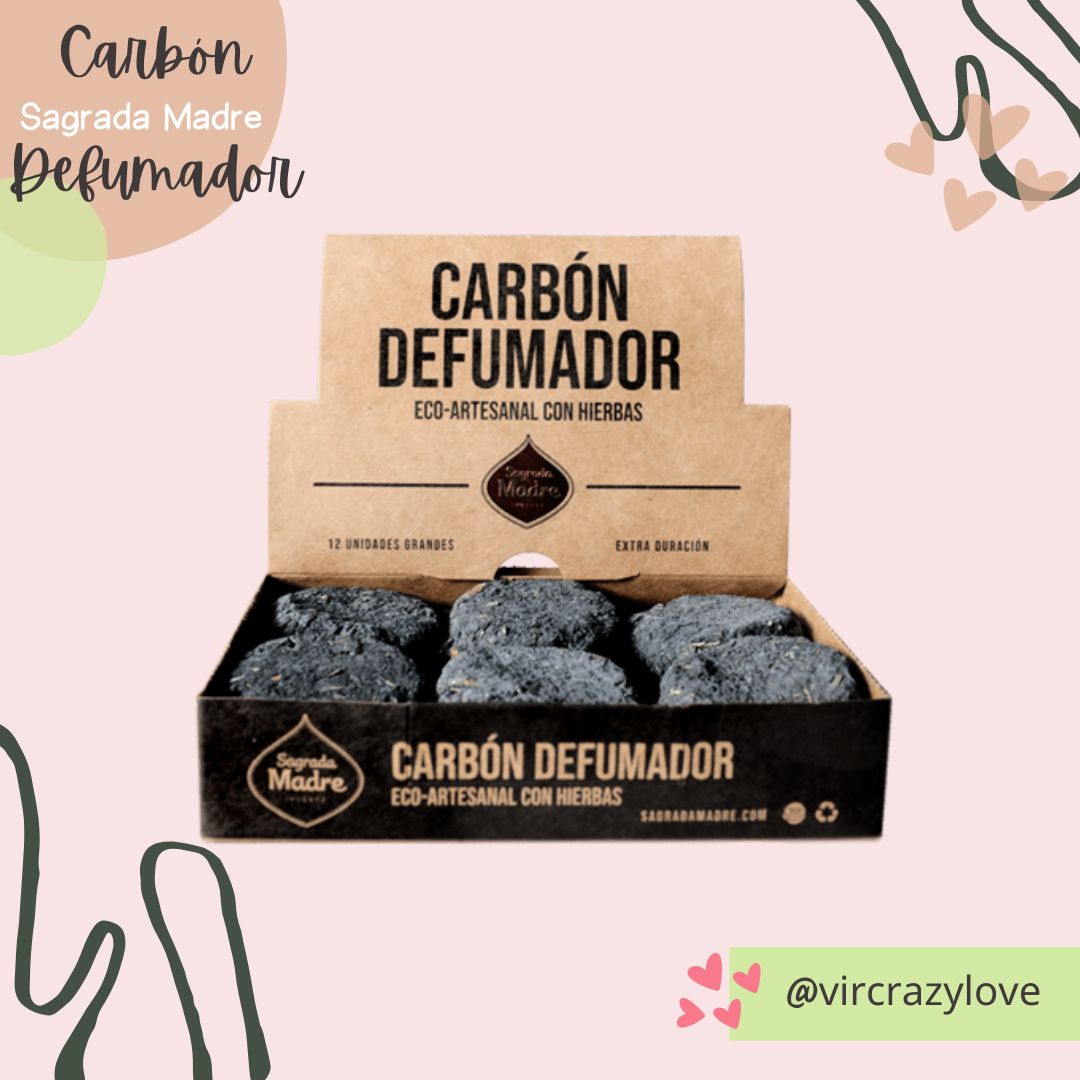 Carbón
Sagrada Madre
Defumador
CARBÓN
DEFUMADOR
ECO-ARTESANAL CON HIERBAS
Sagrada
Madre
12 UNIDADES GRANDES
EXTRA DURACIÓN
Sagrada
Madre
CARBÓN DEFUMADOR
ECO-ARTESANAL CON HIERBAS
SAGRADAMADRE.COM
@vircrazylove